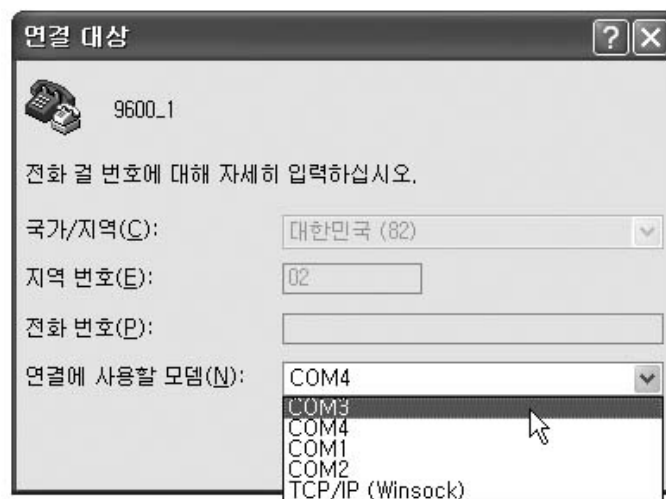 연결 대상
9600_1
전화 걸 번호에 대해 자세히 입력하십시오.
국가/지역(C): 대한민국 (82)
지역 번호(E): 02
전화 번호(P):
연결에 사용할 모뎀(N): COM4
COM3
COM4
COM1
COM2
TCP/IP (Winsock)